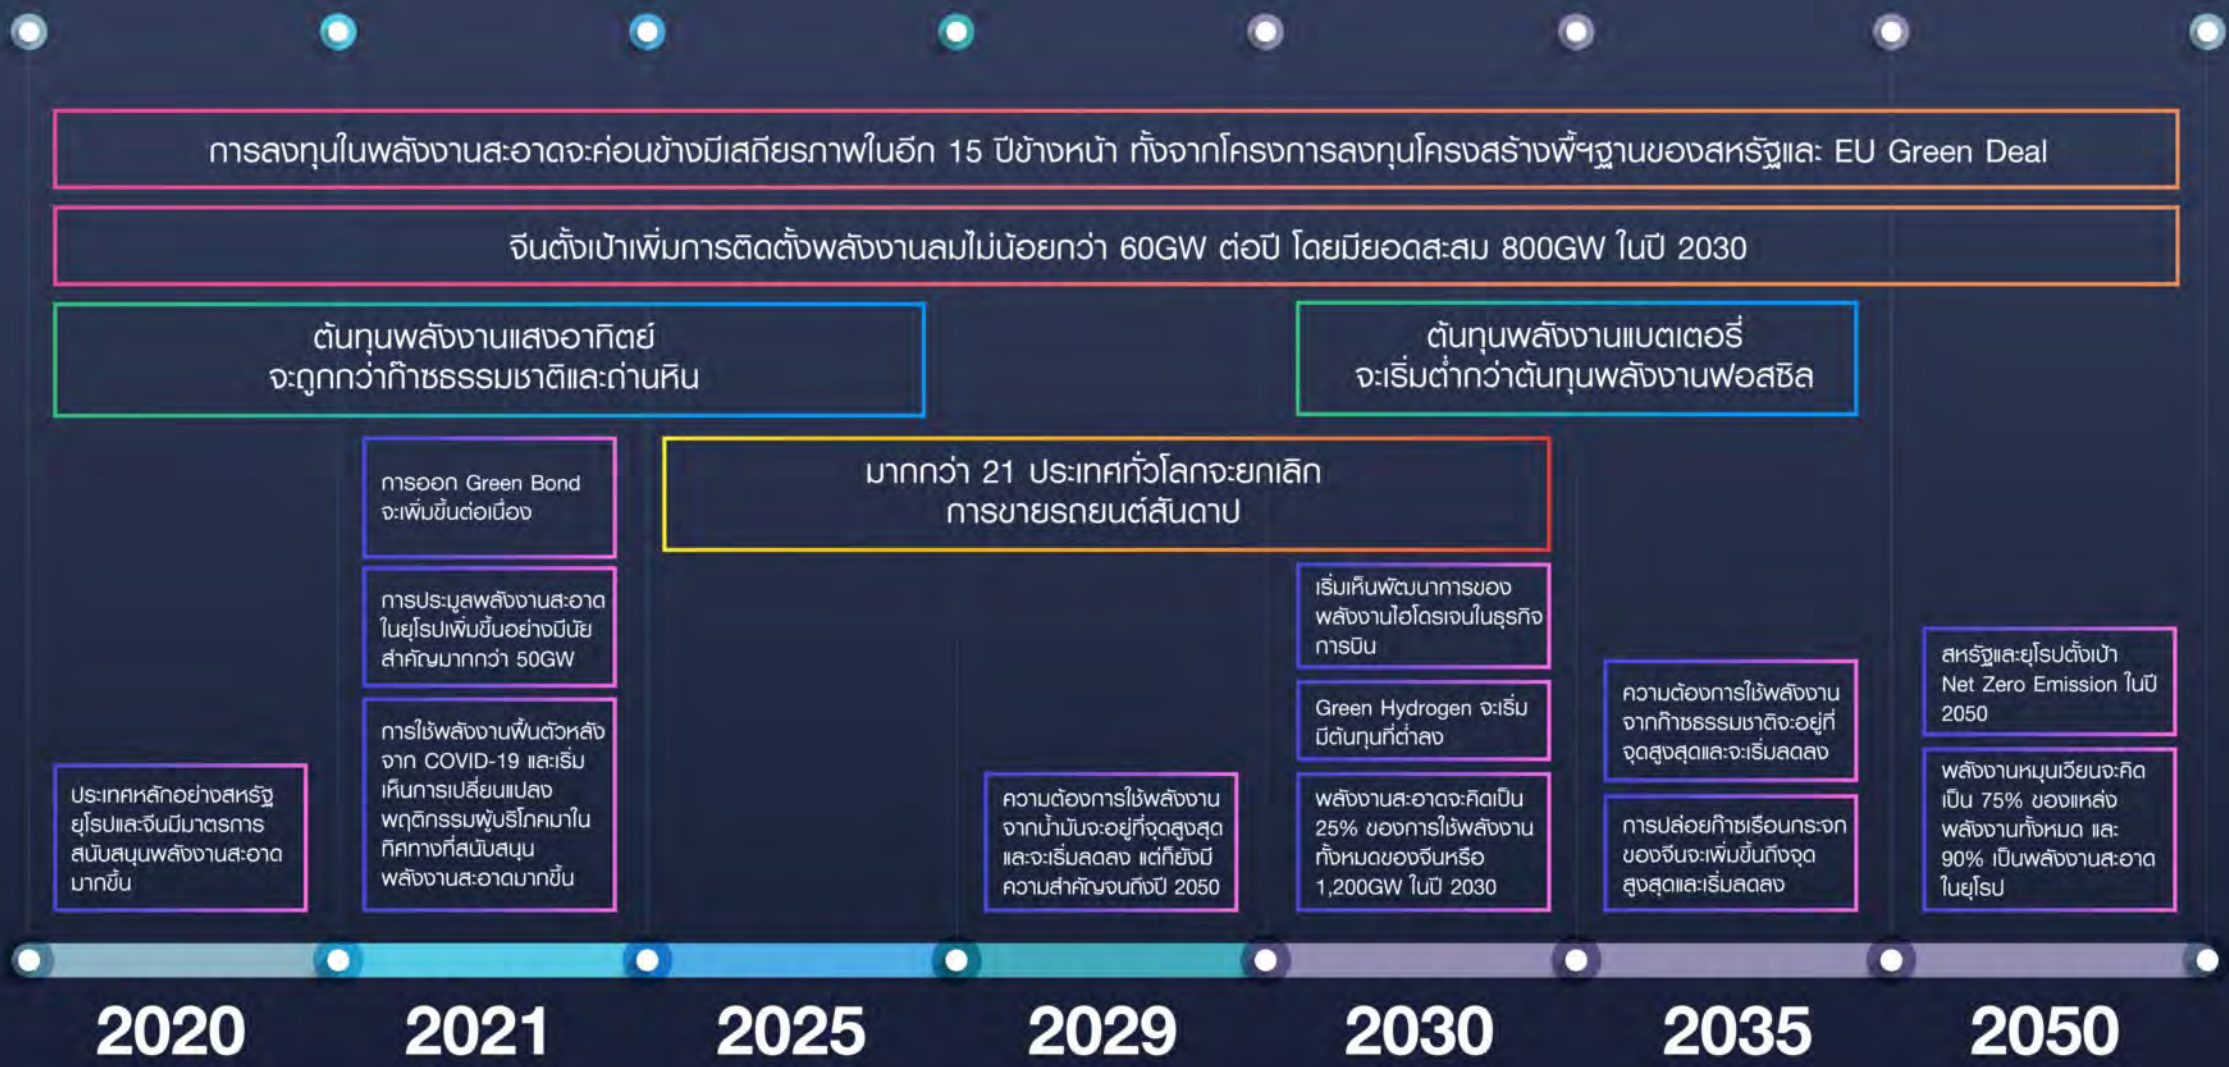 การลงทุนในพลังงานสะอาดจะค่อนข้างมีเสถียรภาพในอีก 15 ปีข้างหน้า ทั้งจากโครงการลงทุนโครงสร้างพื้ฯฐานของสหรัฐและ EU Green Deal
จีนตั้งเป้าเพิ่มการติดตั้งพลังงานลมไม่น้อยกว่า 60GW ต่อปี โดยมียอดสะสม 800GW ในปี 2030
ต้นทุนพลังงานแสงอาทิตย์
จะถูกกว่าก๊าซธรรมชาติและถ่านหิน
ต้นทุนพลังงานแบตเตอรี่
จะเริ่มต่ำกว่าต้นทุนพลังงานฟอสซิล
การออก Green Bond
จะเพิ่มขึ้นต่อเนื่อง
มากกว่า 21 ประเทศทั่วโลกจะยกเลิก
การขายรถยนต์สันดาป
การประมูลพลังงานสะอาด
ในยุโรปเพิ่มขึ้นอย่างมีนัย
สำคัญมากกว่า 50GW
การใช้พลังงานฟื้นตัวหลัง
จาก COVID-19 และเริ่ม
เห็นการเปลี่ยนแปลง
พฤติกรรมผู้บริโภคมาใน
ทิศทางที่สนับสนุน
พลังงานสะอาดมากขึ้น
ประเทศหลักอย่างสหรัฐ
ยุโรปและจีนมีมาตรการ
สนับสนุนพลังงานสะอาด
มากขึ้น
ความต้องการใช้พลังงาน
จากน้ำมันจะอยู่ที่จุดสูงสุด
และจะเริ่มลดลง แต่ก็ยังมี
ความสำคัญจนถึงปี 2050
เริ่มเห็นพัฒนาการของ
พลังงานไฮโดรเจนในธุรกิจ
การบิน
Green Hydrogen จะเริ่ม
มีต้นทุนที่ต่ำลง
พลังงานสะอาดจะคิดเป็น
25% ของการใช้พลังงาน
ทั้งหมดของจีนหรือ
1,200GW ในปี 2030
ความต้องการใช้พลังงาน
จากก๊าซธรรมชาติจะอยู่ที่
จุดสูงสุดและจะเริ่มลดลง
การปล่อยก๊าซเรือนกระจก
ของจีนจะเพิ่มขึ้นถึงจุด
สูงสุดและเริ่มลดลง
สหรัฐและยุโรปตั้งเป้า
Net Zero Emission ในปี
2050
พลังงานหมุนเวียนจะคิด
เป็น 75% ของแหล่ง
พลังงานทั้งหมด และ
90% เป็นพลังงานสะอาด
ในยุโรป
2020
2021
2025
2029
2030
2035
2050